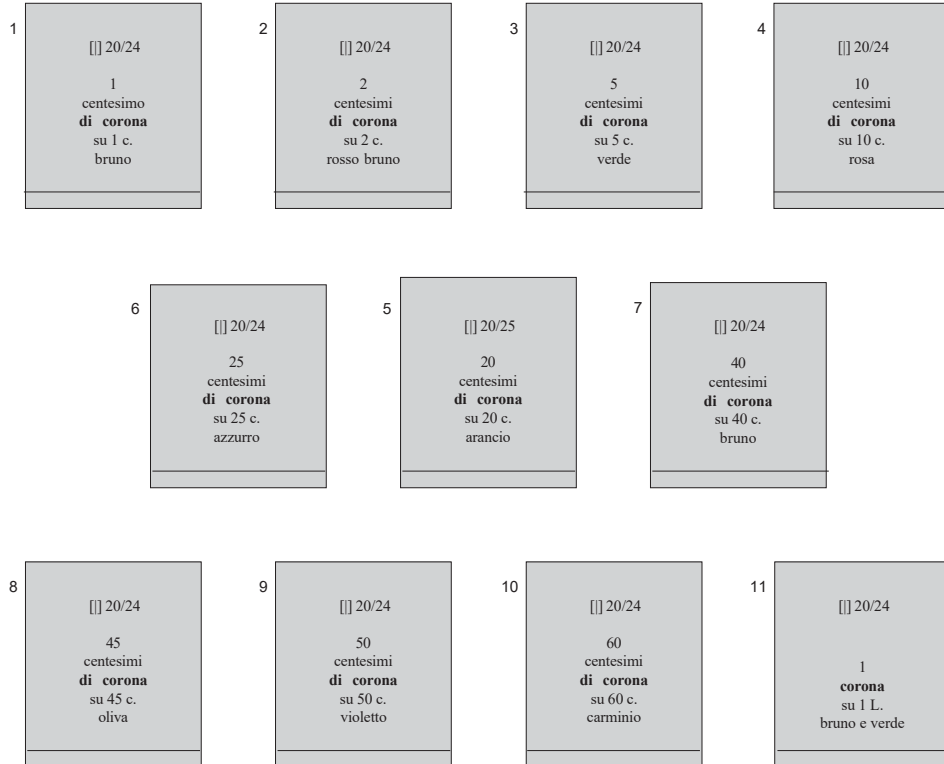 1
[|] 20/24
1
centesimo
di corona
su 1 c.
bruno
2
[|] 20/24
2
centesimi
di corona
su 2 c.
rosso bruno
3
[|] 20/24
5
centesimi
di corona
su 5 c.
verde
4
[|] 20/24
10
centesimi
di corona
su 10 c.
rosa
6
[|] 20/24
25
centesimi
di corona
su 25 c.
azzurro
5
[|] 20/25
20
centesimi
di corona
su 20 c.
arancio
7
[|] 20/24
40
centesimi
di corona
su 40 c.
bruno
8
[|] 20/24
45
centesimi
di corona
su 45 c.
oliva
9
[|] 20/24
50
centesimi
di corona
su 50 c.
violetto
10
[|] 20/24
60
centesimi
di corona
su 60 c.
carminio
11
[|] 20/24
1
corona
su 1 L.
bruno e verde